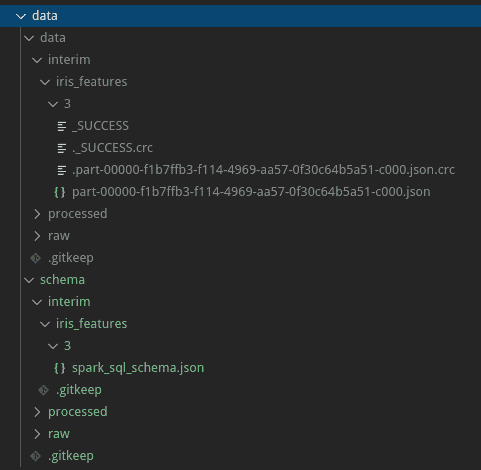 data
data
interim
iris_features
3
_SUCCESS
._SUCCESS.crc
.part-00000-f1b7ffb3-f114-4969-aa57-0f30c64b5a51-c000.json.crc
part-00000-f1b7ffb3-f114-4969-aa57-0f30c64b5a51-c000.json
processed
raw
.gitkeep
schema
interim
iris_features
3
spark_sql_schema.json
.gitkeep
processed
raw
.gitkeep